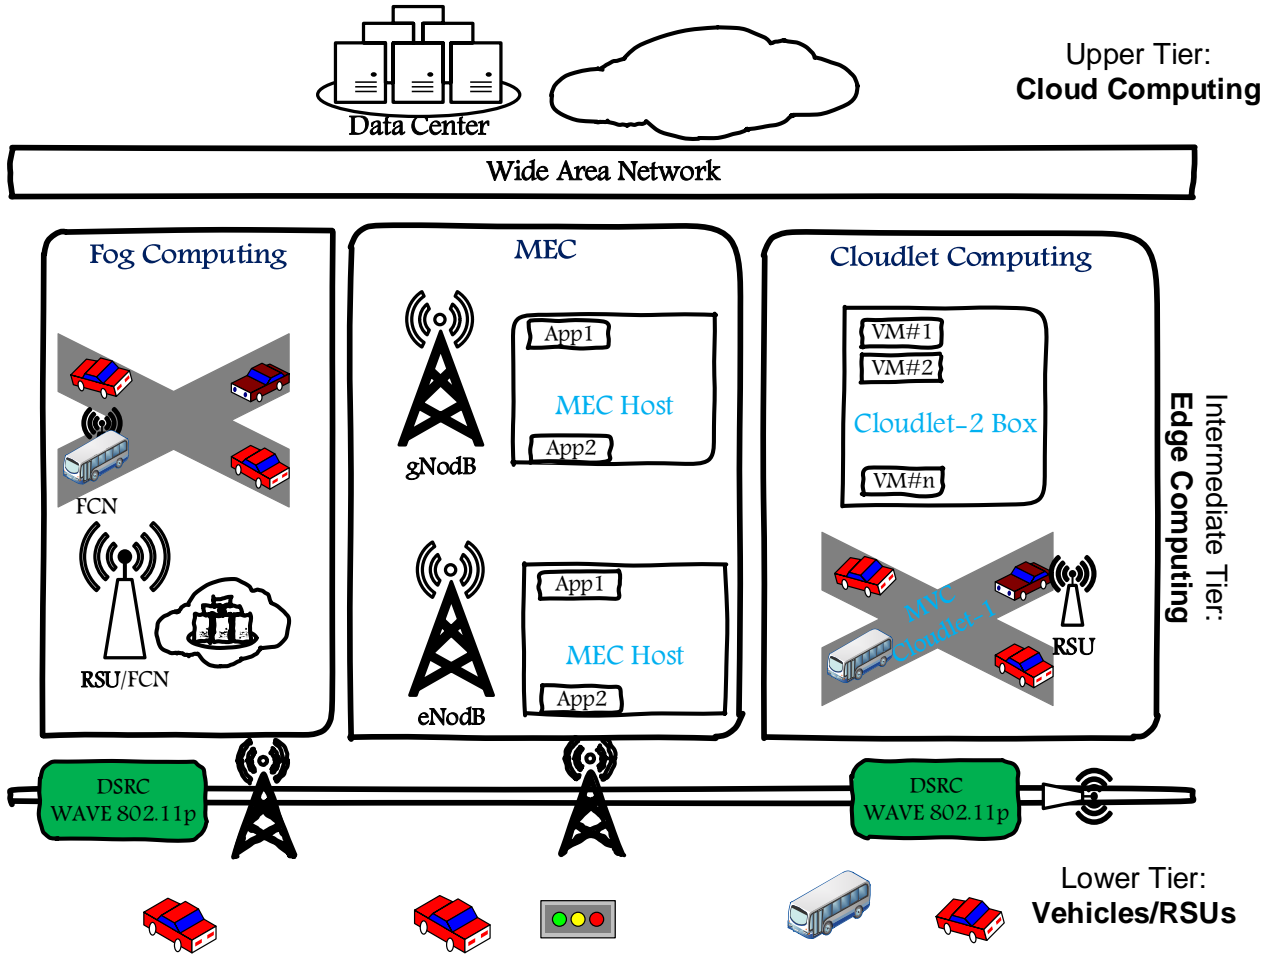 Upper Tier:
Cloud Computing
Data Center
Wide Area Network
Fog Computing
FCN
RSU/FCN
MEC
App1
MEC Host
App2
gNodB
App1
MEC Host
App2
eNodB
Cloudlet Computing
VM#1
VM#2
Cloudlet-2 Box
VM#n
MVC
Cloudlet-1
RSU
Intermediate Tier:
Edge Computing
DSRC
WAVE 802.11p
DSRC
WAVE 802.11p
Lower Tier:
Vehicles/RSUs